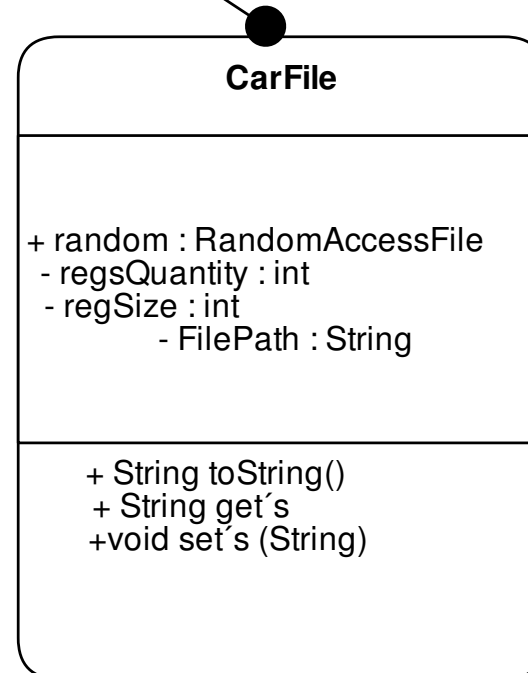 CarFile
+ random : RandomAccessFile
- regsQuantity : int
- regSize : int
- FilePath : String
+ String toString()
+ String get´s
+void set´s (String)